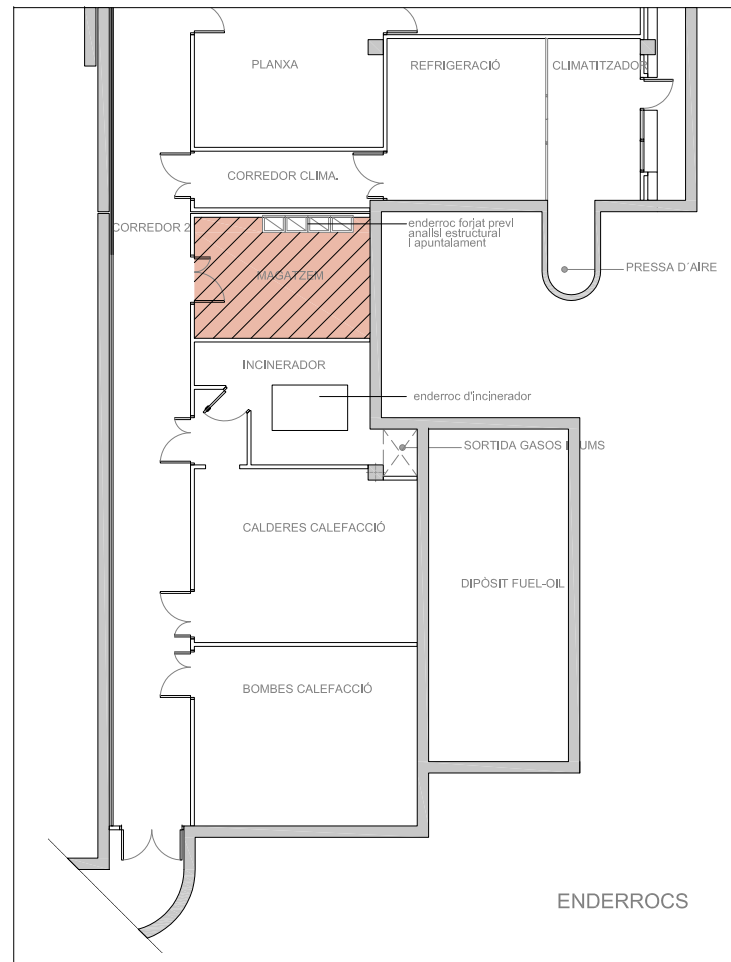 PLANXA
REFRIGERACIÓ
CLIMATITZADOR
CORREDOR CLIMA.
CORREDOR 2
enderroc forjat previ
analisi estructural
i apuntalament
MAGATZEM
PRESSA D'AIRE
INCINERADOR
enderroc d'incinerador
SORTIDA GASOS I FUMS
CALDERES CALEFACCIÓ
DIPÒSIT FUEL-OIL
BOMBES CALEFACCIÓ
ENDERROCS